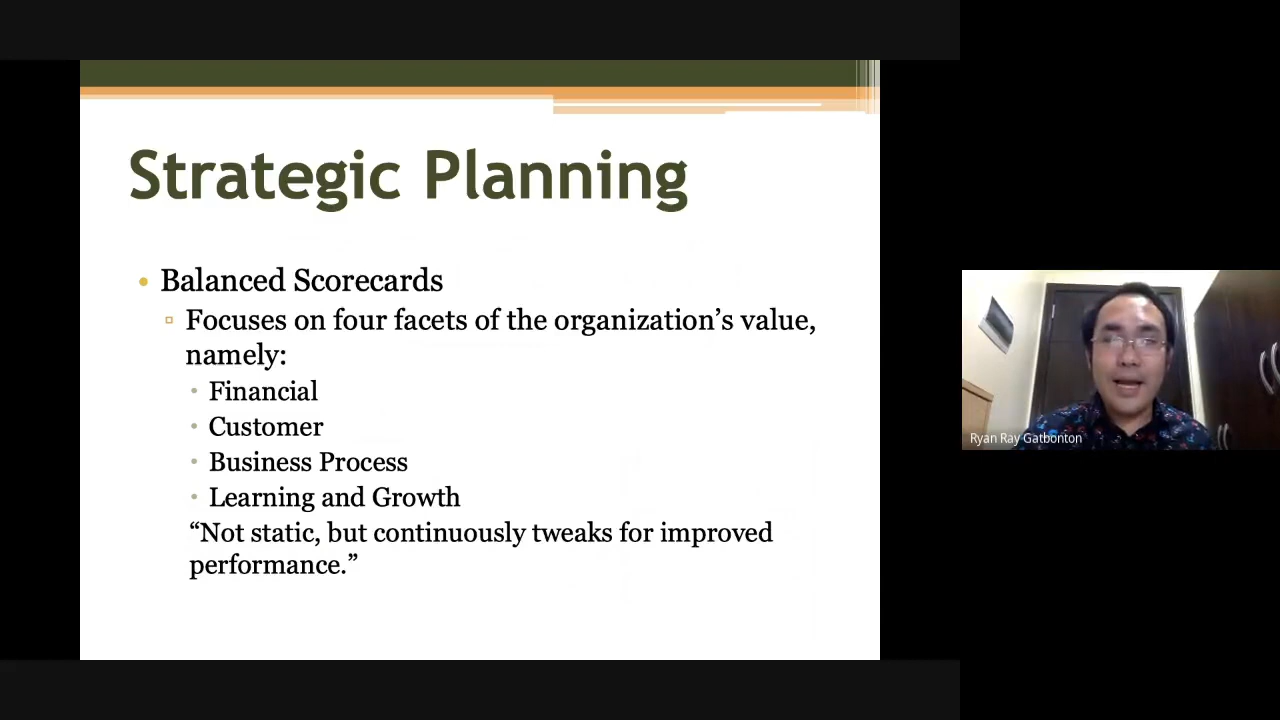 Strategic Planning
Balanced Scorecards
Focuses on four facets of the organization’s value,
namely:
Financial
Customer
Business Process
Learning and Growth
“Not static, but continuously tweaks for improved
performance.”
Ryan Ray Gatbonton